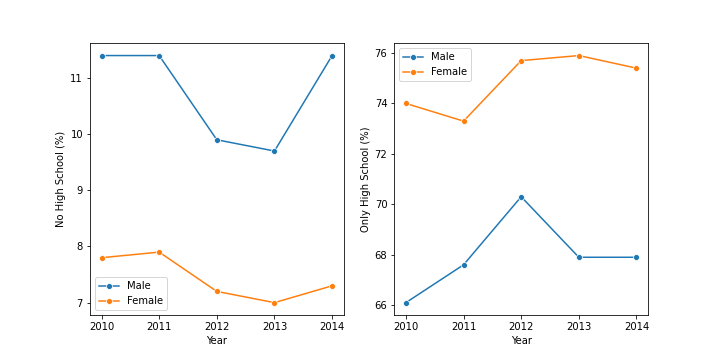 No High School (%)
11
10
9
8
7
Male
Female
2010 2011 2012 2013 2014
Year
Only High School (%)
76
74
72
70
68
66
Male
Female
2010 2011 2012 2013 2014
Year